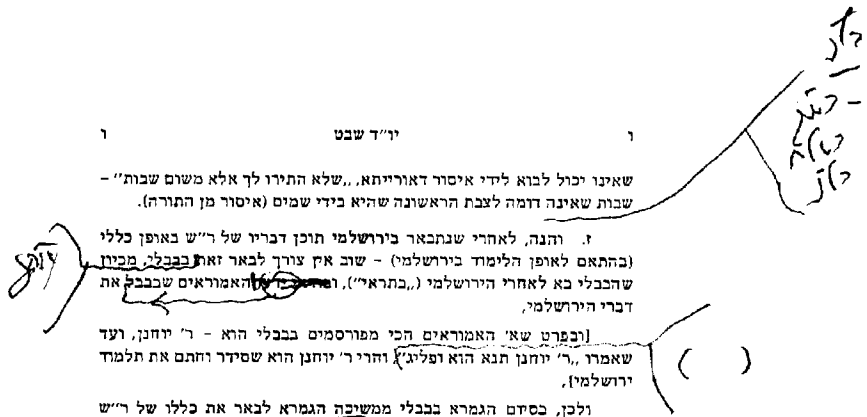 ו יו״ד שבט ו
שאינו יכול לבוא לידי איסור דאורייתא, ,,שלא התירו לך אלא משום שבות״ –
שבות שאינה דומה לצבת הראשונה שהיא בידי שמים (איסור מן התורה).
ז. והנה, לאחרי שנתבאר בירושלמי תוכן דבריו של ר״ש באופן כללי
(בהתאם לאופן הלימוד בירושלמי) – שוב אין צורך לבאר זאת בבבלי, מכיון
שהבבלי בא לאחרי הירושלמי (,,בתראי״), האמוראים שבבבל את
דברי הירושלמי,
[ובפרט שא׳ האמוראים הכי מפורסמים בבבלי הוא – ר׳ יוחנן, ועד
שאמרו ,,ר׳ יוחנן תנא הוא ופליג״, והרי ר׳ יוחנן הוא שסידר וחתם את תלמוד
ירושלמי],
ולכן, בסיום הגמרא בבבלי ממשיכה הגמרא לבאר את כללו של ר״ש